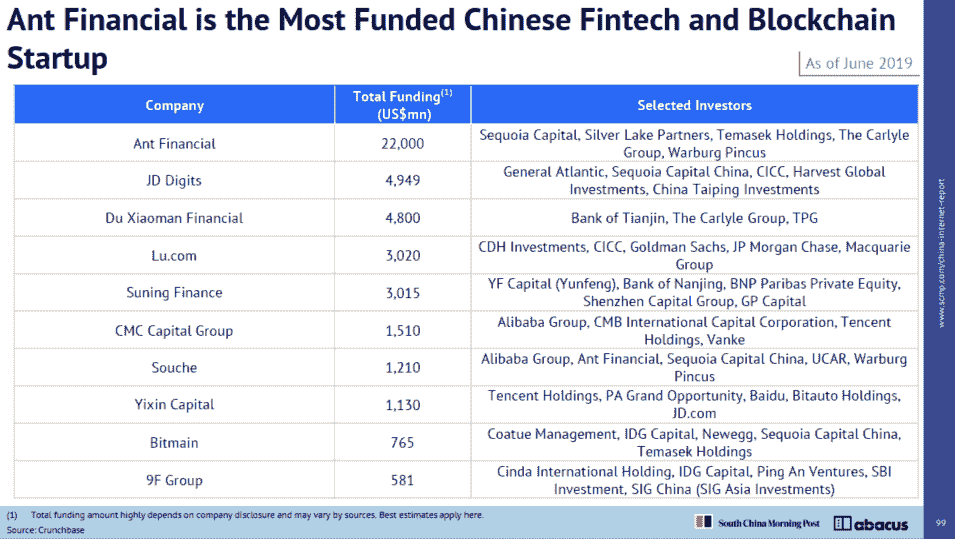 Ant Financial is the Most Funded Chinese Fintech and Blockchain
Startup
As of June 2019
Company
Total Funding(1)
(US$mn)
Selected Investors
Ant Financial
22,000
Sequoia Capital, Silver Lake Partners, Temasek Holdings, The Carlyle
Group, Warburg Pincus
JD Digits
4,949
General Atlantic, Sequoia Capital China, CICC, Harvest Global
Investments, China Taiping Investments
Du Xiaoman Financial
4,800
Bank of Tianjin, The Carlyle Group, TPG
Lu.com
3,020
CDH Investments, CICC, Goldman Sachs, JP Morgan Chase, Macquarie
Group
Suning Finance
3,015
YF Capital (Yunfeng), Bank of Nanjing, BNP Paribas Private Equity,
Shenzhen Capital Group, GP Capital
CMC Capital Group
1,510
Alibaba Group, CMB International Capital Corporation, Tencent
Holdings, Vanke
Souche
1,210
Alibaba Group, Ant Financial, Sequoia Capital China, UCAR, Warburg
Pincus
Yixin Capital
1,130
Tencent Holdings, PA Grand Opportunity, Baidu, Bitauto Holdings,
JD.com
Bitmain
765
Coatue Management, IDG Capital, Newegg, Sequoia Capital China,
Temasek Holdings
9F Group
581
Cinda International Holding, IDG Capital, Ping An Ventures, SBI
Investment, SIG China (SIG Asia Investments)
(1) Total funding amount highly depends on company disclosure and may vary by sources. Best estimates apply here.
Source: Crunchbase
South China Morning Post
abacus
99
www.scmp.com/china-internet-report